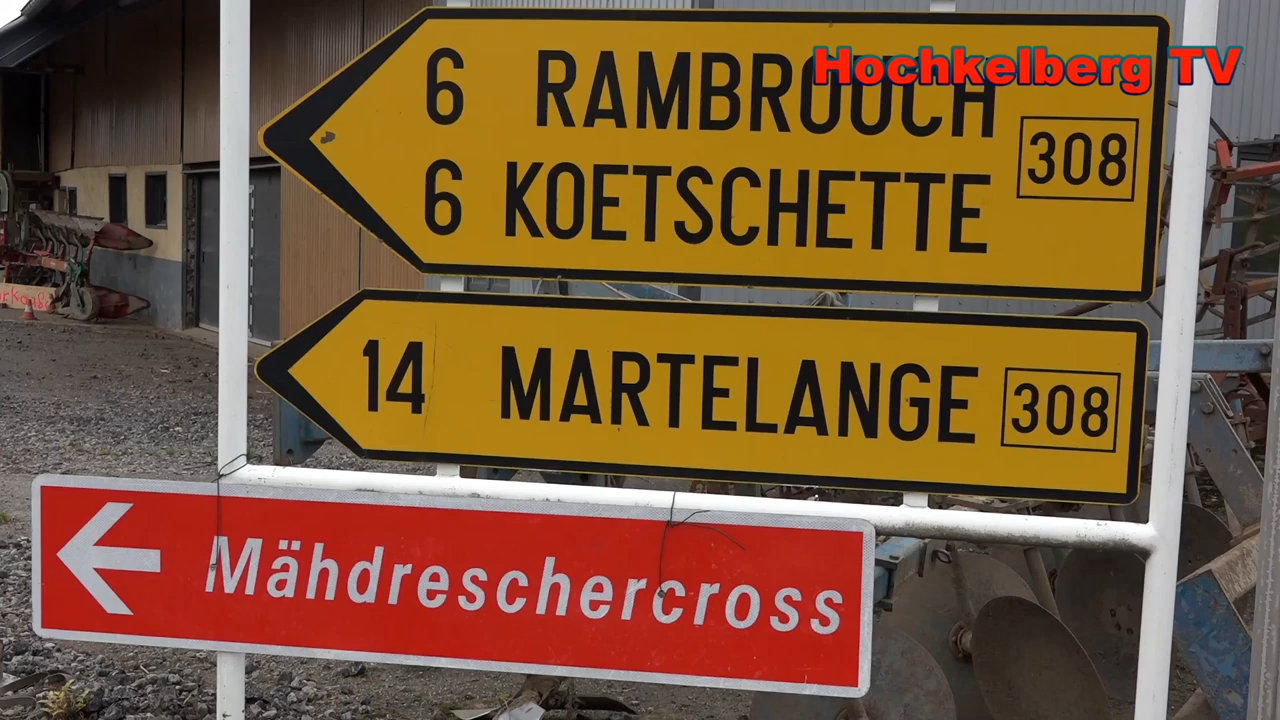 Hochkelberg TV
6 RAMBROUCH
308
6 KOETSCHETTE
14 MARTELANGE 308
Mähdreschercross